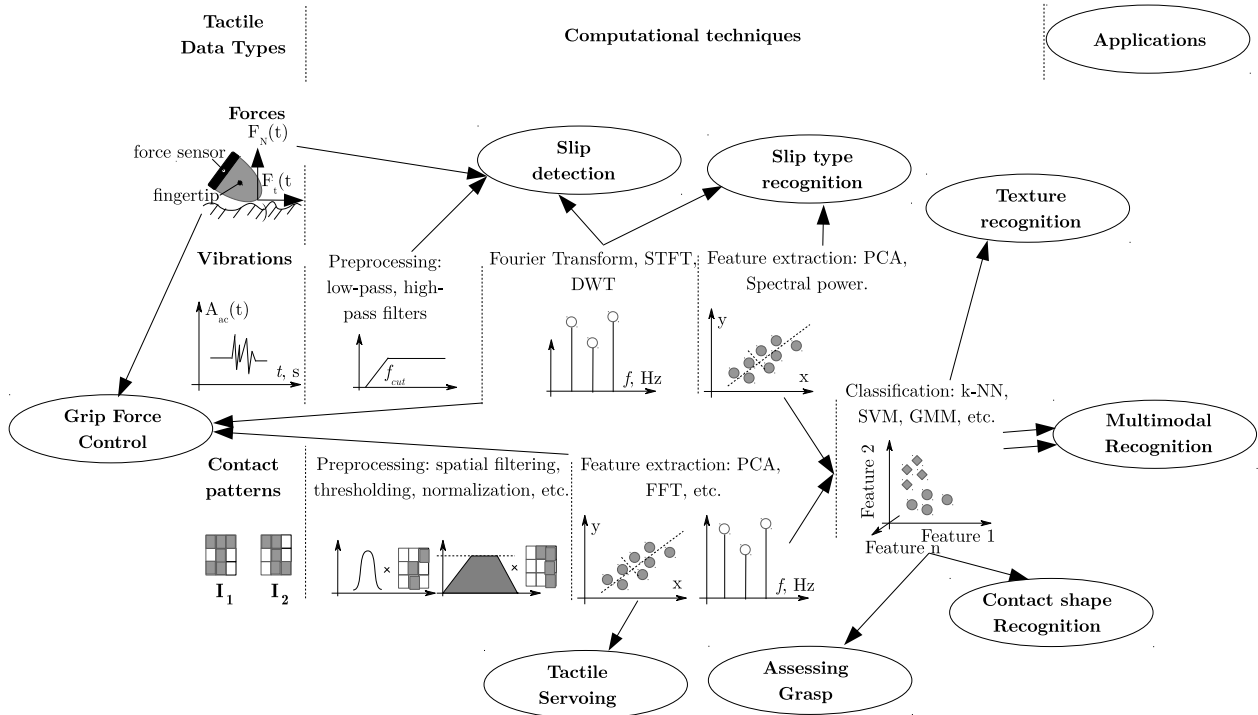 Tactile
Data Types
Computational techniques
Applications
Forces
F_N(t)
force sensor
F_t(t
fingertip
Slip
detection
Slip type
recognition
Texture
recognition
Vibrations
A_ac(t)
t, s
Preprocessing:
low-pass, high-
pass filters
f_cut
Fourier Transform, STFT,
DWT
f, Hz
Feature extraction: PCA,
Spectral power.
y
x
Grip Force
Control
Classification: k-NN,
SVM, GMM, etc.
Feature 2
Feature 1
Feature n
Multimodal
Recognition
Contact
patterns
I_1
I_2
Preprocessing: spatial filtering,
thresholding, normalization, etc.
×
×
Feature extraction: PCA,
FFT, etc.
y
x
f, Hz
Contact shape
Recognition
Tactile
Servoing
Assessing
Grasp